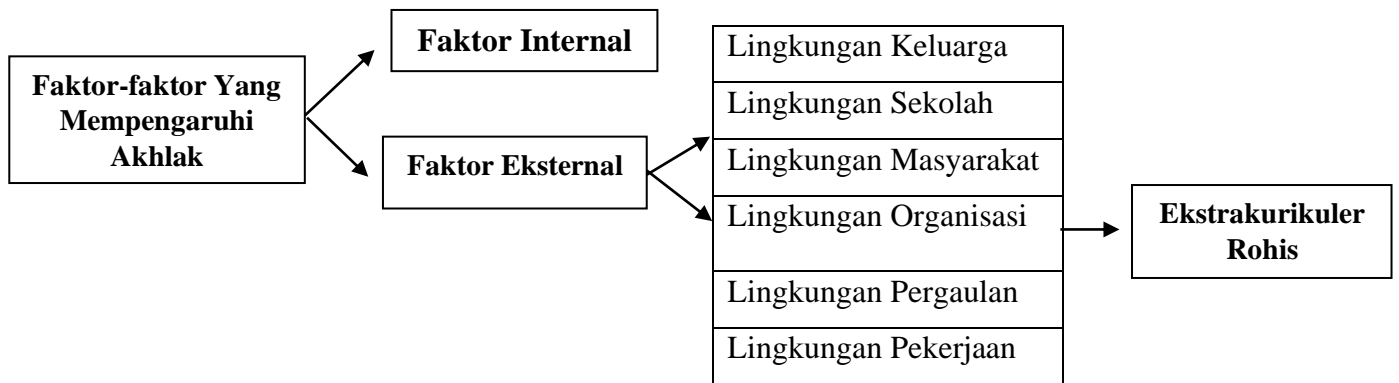 Faktor-faktor Yang
Mempengaruhi
Akhlak
Faktor Internal
Faktor Eksternal
Lingkungan Keluarga
Lingkungan Sekolah
Lingkungan Masyarakat
Lingkungan Organisasi
Lingkungan Pergaulan
Lingkungan Pekerjaan
Ekstrakurikuler
Rohis